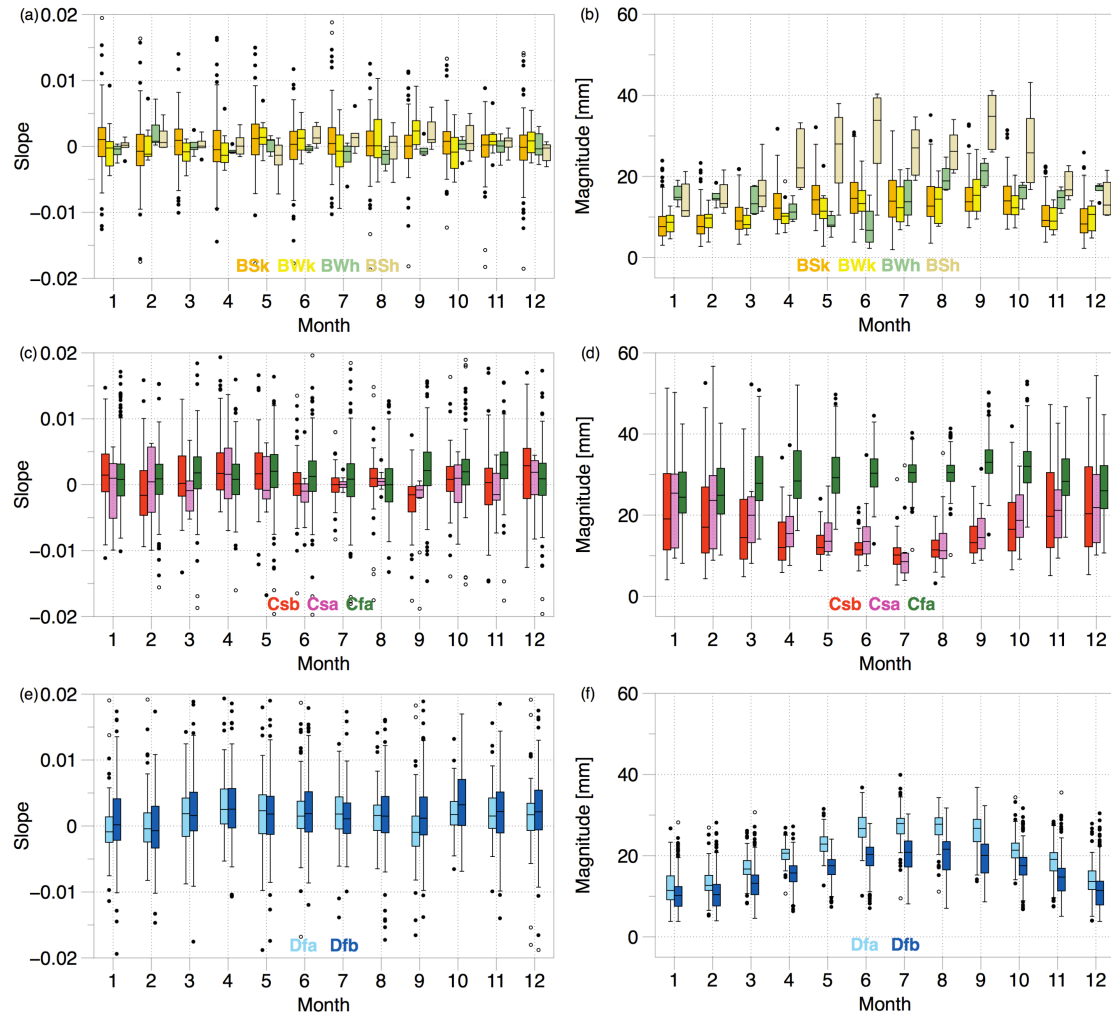 (a)
0.02
0.01
0
−0.01
−0.02
Slope
BSk BWk BWh BSh
1 2 3 4 5 6 7 8 9 10 11 12
Month
(b)
60
40
20
0
Magnitude [mm]
BSk BWk BWh BSh
1 2 3 4 5 6 7 8 9 10 11 12
Month
(c)
0.02
0.01
0
−0.01
−0.02
Slope
Csb Csa Cfa
1 2 3 4 5 6 7 8 9 10 11 12
Month
(d)
60
40
20
0
Magnitude [mm]
Csb Csa Cfa
1 2 3 4 5 6 7 8 9 10 11 12
Month
(e)
0.02
0.01
0
−0.01
−0.02
Slope
Dfa Dfb
1 2 3 4 5 6 7 8 9 10 11 12
Month
(f)
60
40
20
0
Magnitude [mm]
Dfa Dfb
1 2 3 4 5 6 7 8 9 10 11 12
Month